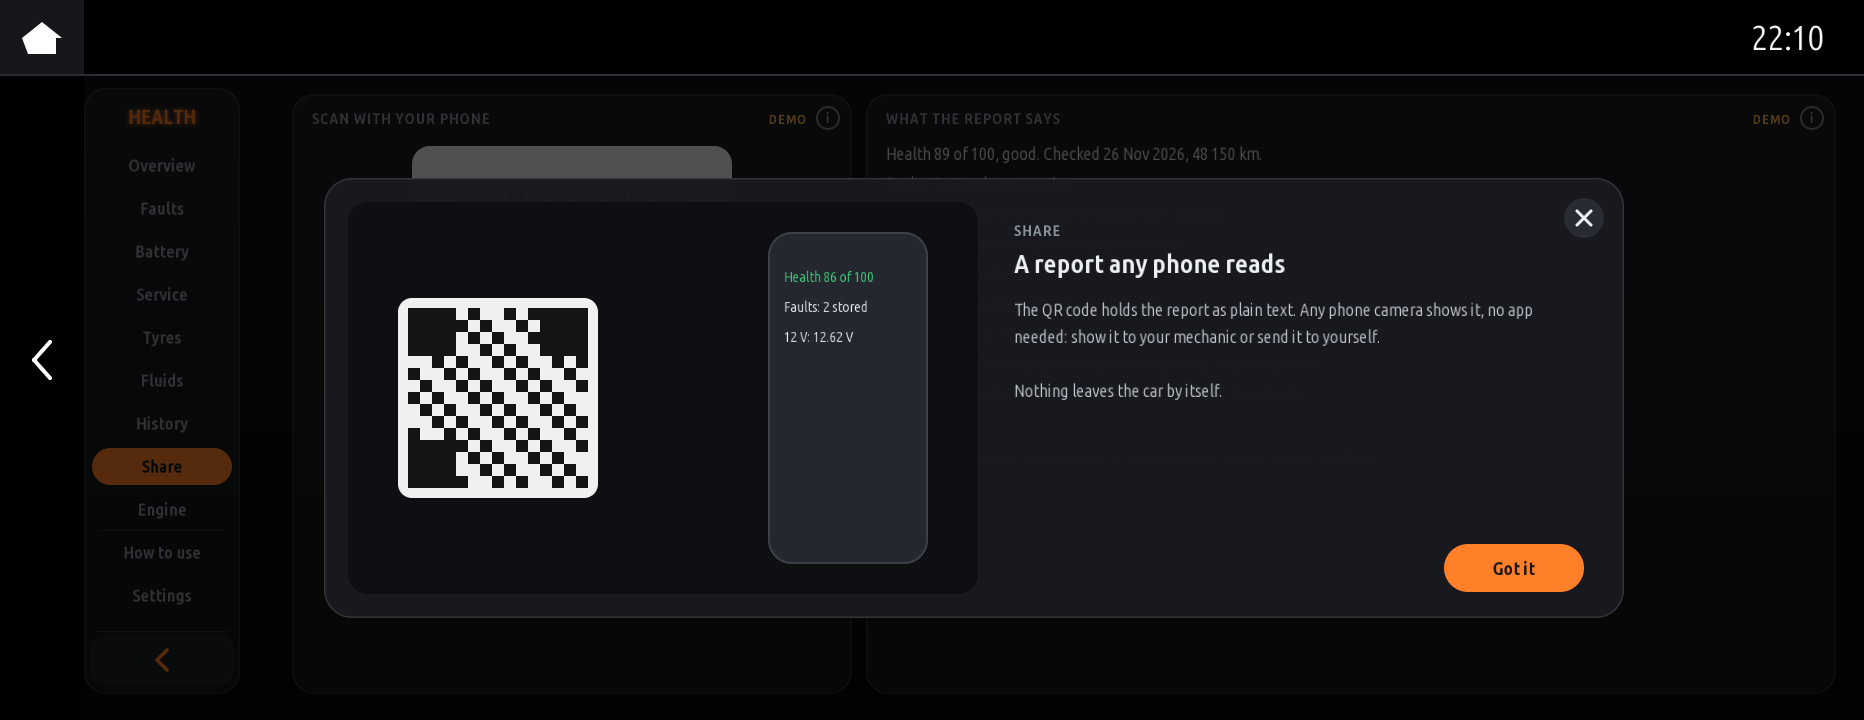 22:10
HEALTH
Overview
Faults
Battery
Service
Tyres
Fluids
History
Share
Engine
How to use
Settings
SCAN WITH YOUR PHONE
DEMO
i
WHAT THE REPORT SAYS
DEMO
i
Health 89 of 100, good. Checked 26 Nov 2026, 48 150 km.
Health 86 of 100
Faults: 2 stored
12 V: 12.62 V
SHARE
A report any phone reads
The QR code holds the report as plain text. Any phone camera shows it, no app
needed: show it to your mechanic or send it to yourself.
Nothing leaves the car by itself.
Got it